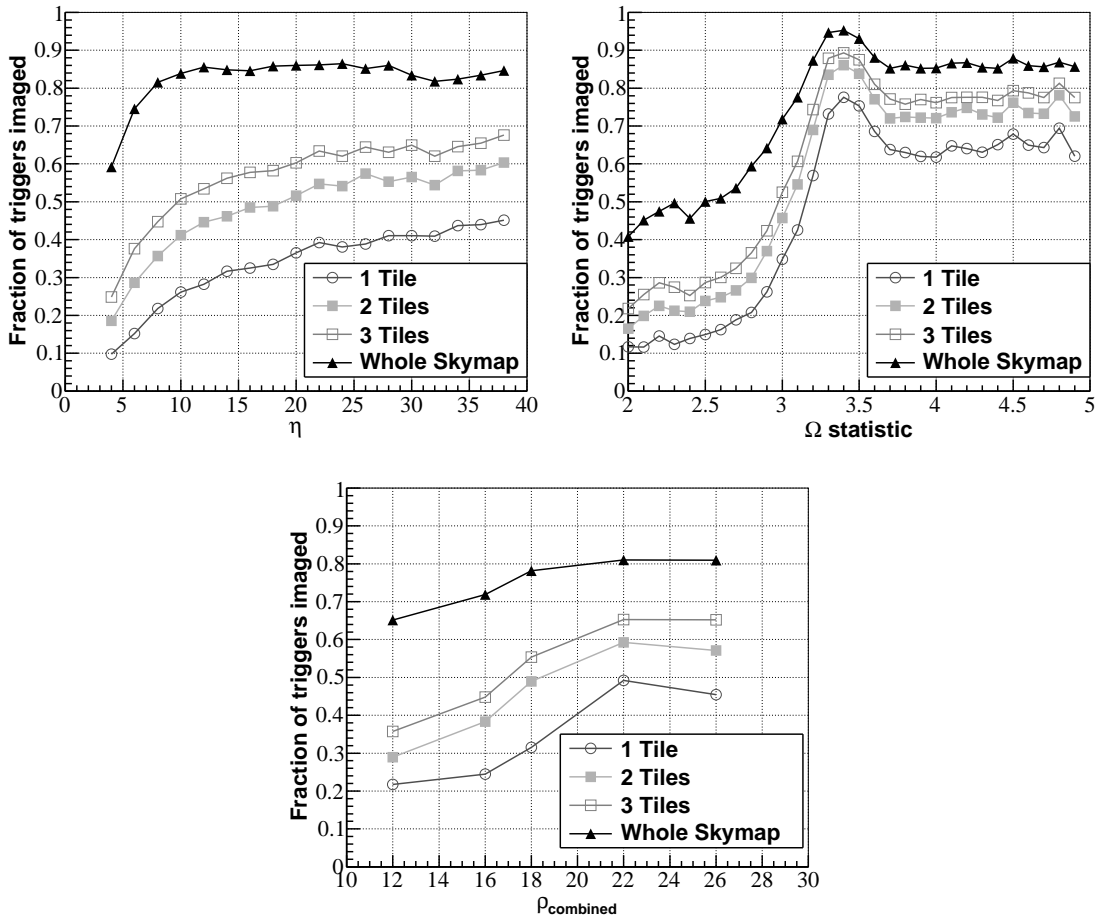 Fraction of triggers imaged
1
0.9
0.8
0.7
0.6
0.5
0.4
0.3
0.2
0.1
0
0 5 10 15 20 25 30 35 40
η
1 Tile
2 Tiles
3 Tiles
Whole Skymap
Fraction of triggers imaged
1
0.9
0.8
0.7
0.6
0.5
0.4
0.3
0.2
0.1
0
2 2.5 3 3.5 4 4.5 5
Ω statistic
1 Tile
2 Tiles
3 Tiles
Whole Skymap
Fraction of triggers imaged
1
0.9
0.8
0.7
0.6
0.5
0.4
0.3
0.2
0.1
0
10 12 14 16 18 20 22 24 26 28 30
ρcombined
1 Tile
2 Tiles
3 Tiles
Whole Skymap